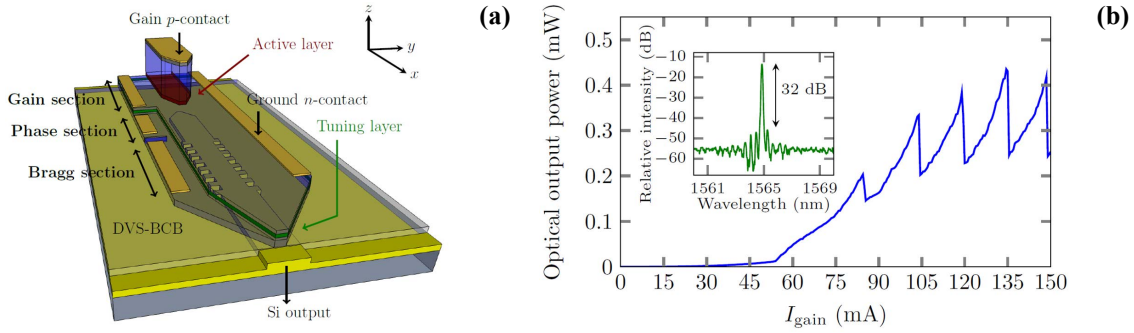 (a)
Gain p-contact
Active layer
z
y
x
Gain section
Ground n-contact
Phase section
Tuning layer
Bragg section
DVS-BCB
Si output
(b)
Optical output power (mW)
0.5
0.4
0.3
0.2
0.1
0
0 15 30 45 60 75 90 105 120 135 150
I gain (mA)
Relative intensity (dB)
−10
−20
−30
−40
−50
−60
32 dB
1561 1565 1570
Wavelength (nm)